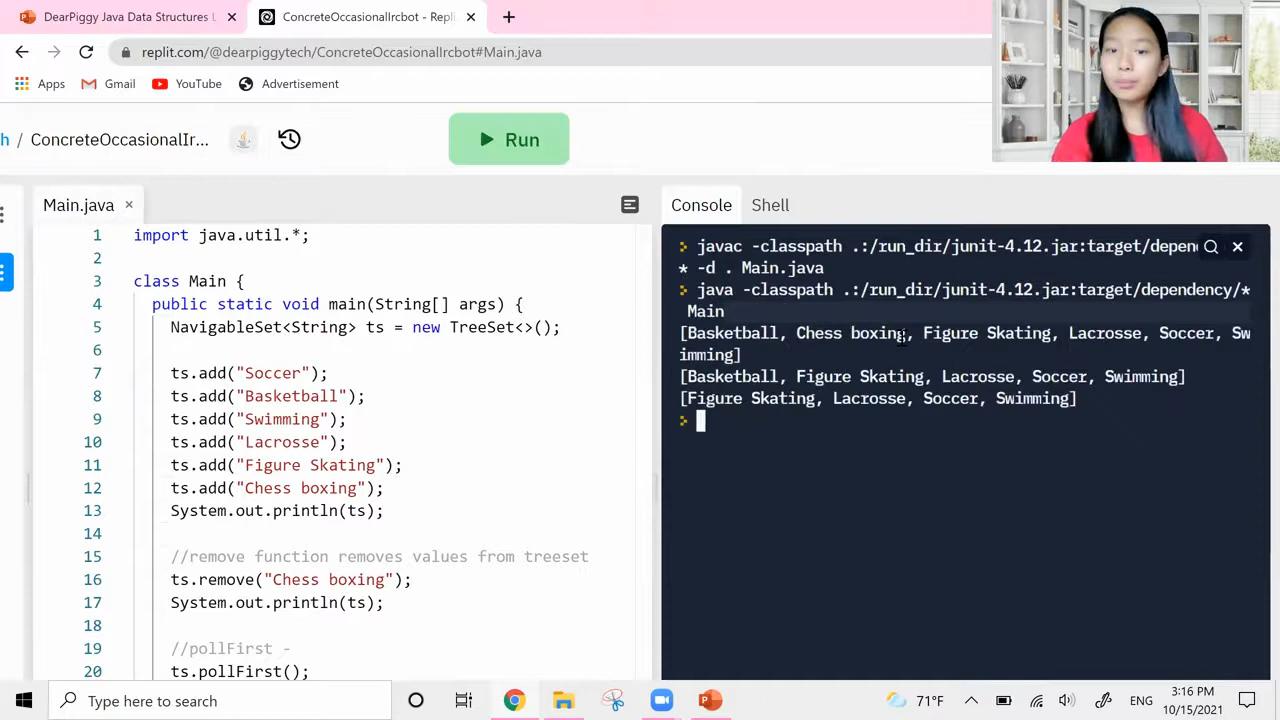 DearPiggy Java Data Structures L
ConcreteOccasionalIrcbot - Replit
replit.com/@dearpiggytech/ConcreteOccasionalIrcbot#Main.java
Apps Gmail YouTube Advertisement
h / ConcreteOccasionalIr... Run
Main.java
1 import java.util.*;
2
3 class Main {
4 public static void main(String[] args) {
5 NavigableSet<String> ts = new TreeSet<>();
6
7 ts.add("Soccer");
8 ts.add("Basketball");
9 ts.add("Swimming");
10 ts.add("Lacrosse");
11 ts.add("Figure Skating");
12 ts.add("Chess boxing");
13 System.out.println(ts);
14
15 //remove function removes values from treeset
16 ts.remove("Chess boxing");
17 System.out.println(ts);
18
19 //pollFirst -
20 ts.pollFirst();
Console Shell
javac -classpath .:/run_dir/junit-4.12.jar:target/depen
* -d . Main.java
java -classpath .:/run_dir/junit-4.12.jar:target/dependency/*
Main
[Basketball, Chess boxing, Figure Skating, Lacrosse, Soccer, Sw
imming]
[Basketball, Figure Skating, Lacrosse, Soccer, Swimming]
[Figure Skating, Lacrosse, Soccer, Swimming]
Type here to search
71°F
ENG
3:16 PM
10/15/2021